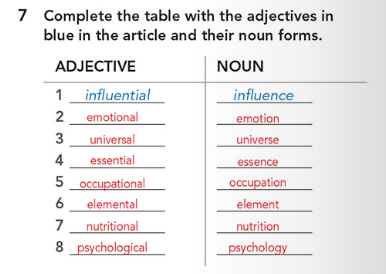 7 Complete the table with the adjectives in
blue in the article and their noun forms.
ADJECTIVE NOUN
1 influential influence
2 emotional emotion
3 universal universe
4 essential essence
5 occupational occupation
6 elemental element
7 nutritional nutrition
8 psychological psychology